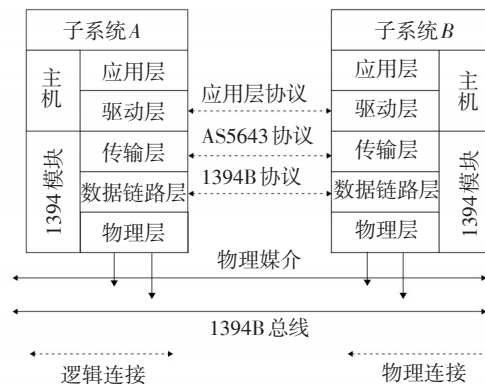 子系统A
主机
应用层
驱动层
1394模块
传输层
数据链路层
物理层
应用层协议
AS5643协议
1394B协议
子系统B
应用层
驱动层
主机
传输层
数据链路层
物理层
1394模块
物理媒介
1394B总线
逻辑连接
物理连接